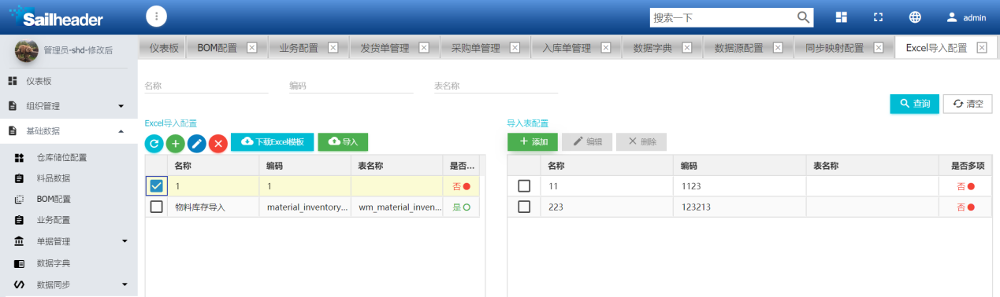 Sailheader
搜索一下
admin
管理员-shd-修改后
仪表板 BOM配置 业务配置 发货单管理 采购单管理 入库单管理 数据字典 数据源配置 同步映射配置 Excel导入配置
仪表板
组织管理
基础数据
仓库储位配置
料品数据
BOM配置
业务配置
单据管理
数据字典
数据同步
名称 编码 表名称
查询 清空
Excel导入配置
下载Excel模板 导入
名称 编码 表名称 是否...
1 1 否
物料库存导入 material_inventory... wm_material_inven... 是
导入表配置
添加 编辑 删除
名称 编码 表名称 是否多项
11 1123 否
223 123213 否